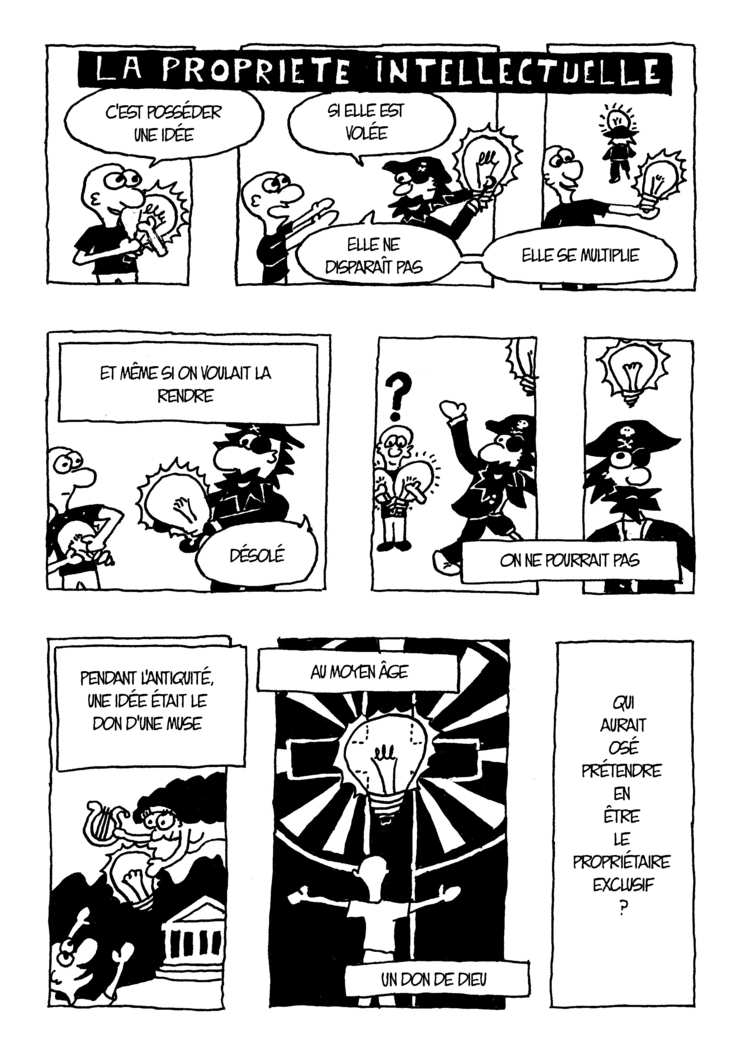 LA PROPRIETE INTELLECTUELLE
C'EST POSSÉDER
UNE IDÉE
SI ELLE EST
VOLÉE
ELLE NE
DISPARAÎT PAS
ELLE SE MULTIPLIE
ET MÊME SI ON VOULAIT LA
RENDRE
DÉSOLÉ
?
ON NE POURRAIT PAS
PENDANT L'ANTIQUITÉ,
UNE IDÉE ÉTAIT LE
DON D'UNE MUSE
AU MOYEN ÂGE
UN DON DE DIEU
QUI
AURAIT
OSÉ
PRÉTENDRE
EN
ÊTRE
LE
PROPRIÉTAIRE
EXCLUSIF
?